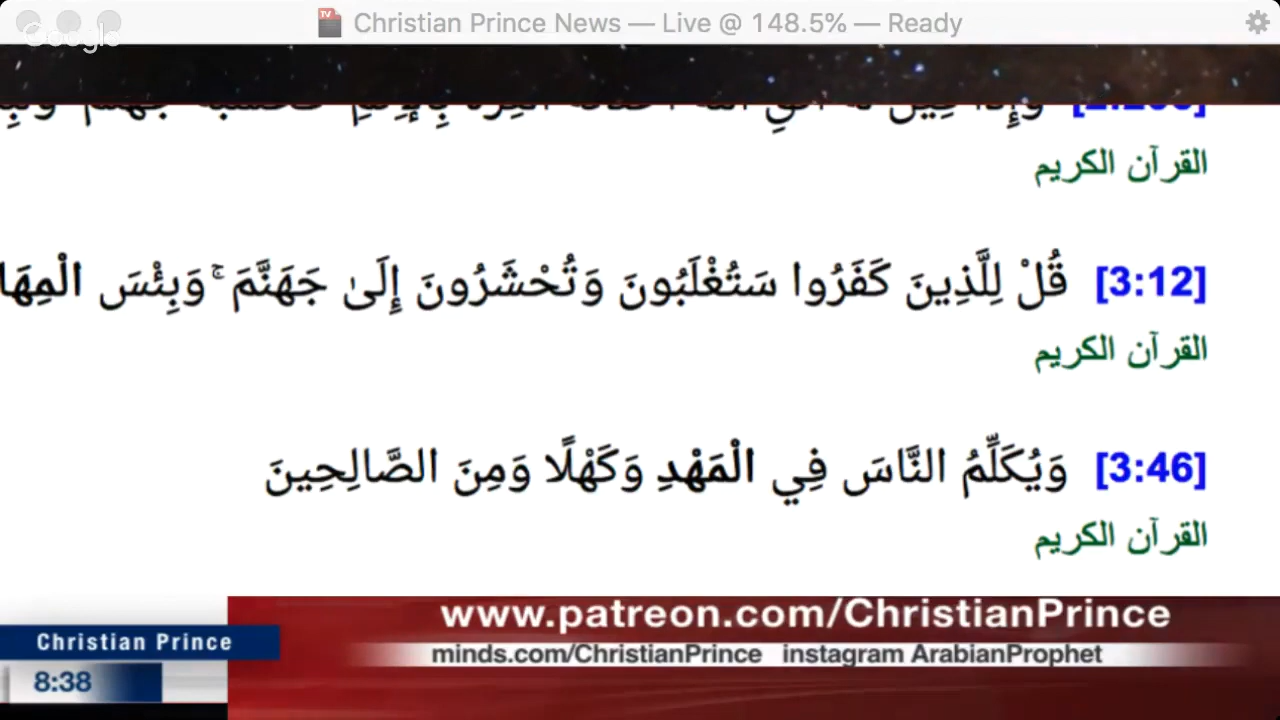 Christian Prince News — Live @ 148.5% — Ready
Google
القرآن الكريم
[3:12] قُلْ لِلَّذِينَ كَفَرُوا سَتُغْلَبُونَ وَتُحْشَرُونَ إِلَىٰ جَهَنَّمَ ۚ وَبِئْسَ
القرآن الكريم
[3:46] وَيُكَلِّمُ النَّاسَ فِي الْمَهْدِ وَكَهْلًا وَمِنَ الصَّالِحِينَ
القرآن الكريم
www.patreon.com/ChristianPrince
Christian Prince
minds.com/ChristianPrince instagram ArabianProphet
8:38